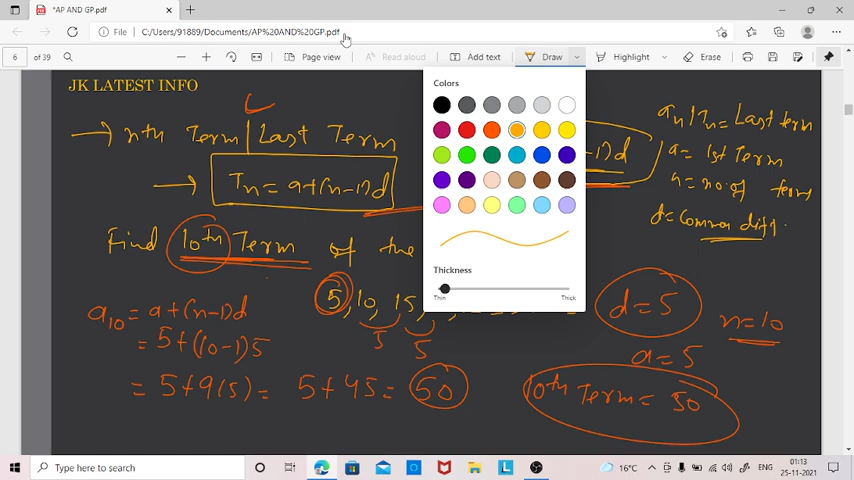 *AP AND GP.pdf
File C:/Users/91889/Documents/AP%20AND%20GP.pdf
6 of 39 Page view Read aloud Add text Draw Highlight Erase
JK LATEST INFO
Colors
Thickness
Thin Thick
→ nth Term | Last Term
→ Tn = a+(n-1)d
-1)d
an/Tn = Last term
a = 1st Term
n = no. of term
d = Common diff.
Find 10th Term of the
5, 10, 15,
5 5
d = 5
n = 10
a = 5
a10 = a+(n-1)d
= 5+(10-1)5
= 5+9(5) = 5+45 = 50
10th Term = 50
Type here to search
16°C ENG 01:13
25-11-2021